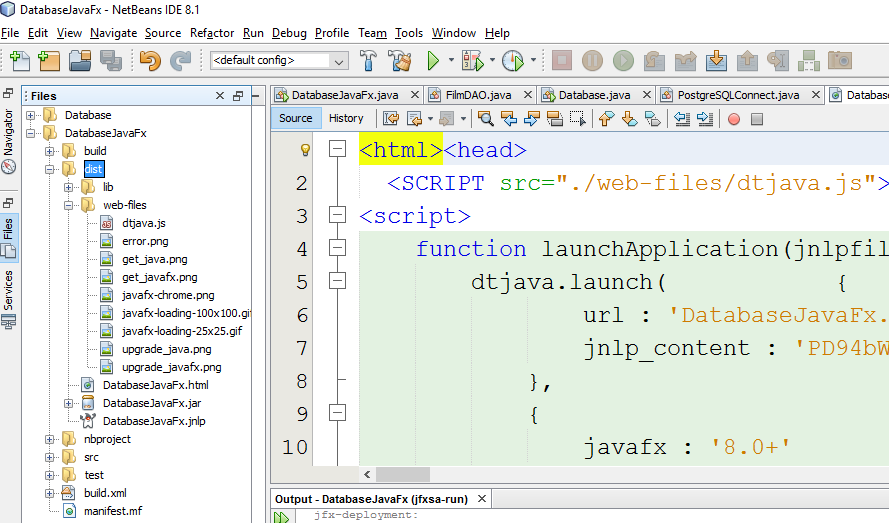 DatabaseJavaFx - NetBeans IDE 8.1
File Edit View Navigate Source Refactor Run Debug Profile Team Tools Window Help
<default config>
Files
DatabaseJavaFx.java FilmDAO.java Database.java PostgreSQLConnect.java Databas
Source History
Navigator
Files
Services
Database
DatabaseJavaFx
build
dist
lib
web-files
dtjava.js
error.png
get_java.png
get_javafx.png
javafx-chrome.png
javafx-loading-100x100.gif
javafx-loading-25x25.gif
upgrade_java.png
upgrade_javafx.png
DatabaseJavaFx.html
DatabaseJavaFx.jar
DatabaseJavaFx.jnlp
nbproject
src
test
build.xml
manifest.mf
<html><head>
2 <SCRIPT src="./web-files/dtjava.js">
3 <script>
4 function launchApplication(jnlpfil
5 dtjava.launch( {
6 url : 'DatabaseJavaFx.
7 jnlp_content : 'PD94bW
8 },
9 {
10 javafx : '8.0+'
Output - DatabaseJavaFx (jfxsa-run)
jfx-deployment: